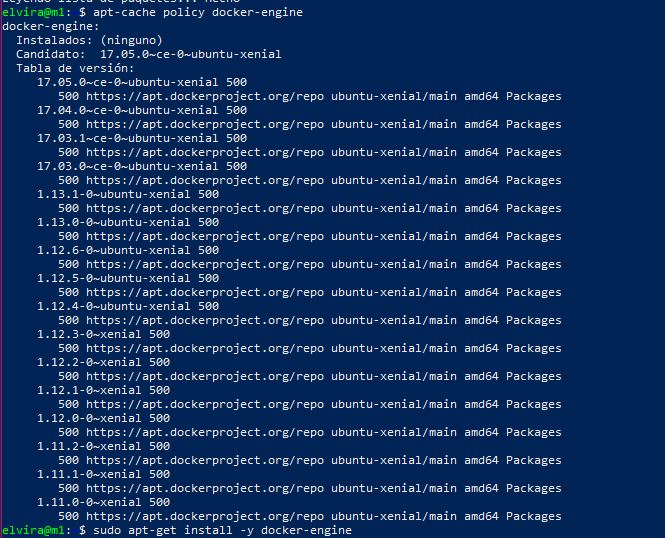 Leyendo lista de paquetes... Hecho
elvira@m1:~$ apt-cache policy docker-engine
docker-engine:
  Instalados: (ninguno)
  Candidato:  17.05.0~ce-0~ubuntu-xenial
  Tabla de versión:
     17.05.0~ce-0~ubuntu-xenial 500
        500 https://apt.dockerproject.org/repo ubuntu-xenial/main amd64 Packages
     17.04.0~ce-0~ubuntu-xenial 500
        500 https://apt.dockerproject.org/repo ubuntu-xenial/main amd64 Packages
     17.03.1~ce-0~ubuntu-xenial 500
        500 https://apt.dockerproject.org/repo ubuntu-xenial/main amd64 Packages
     17.03.0~ce-0~ubuntu-xenial 500
        500 https://apt.dockerproject.org/repo ubuntu-xenial/main amd64 Packages
     1.13.1-0~ubuntu-xenial 500
        500 https://apt.dockerproject.org/repo ubuntu-xenial/main amd64 Packages
     1.13.0-0~ubuntu-xenial 500
        500 https://apt.dockerproject.org/repo ubuntu-xenial/main amd64 Packages
     1.12.6-0~ubuntu-xenial 500
        500 https://apt.dockerproject.org/repo ubuntu-xenial/main amd64 Packages
     1.12.5-0~ubuntu-xenial 500
        500 https://apt.dockerproject.org/repo ubuntu-xenial/main amd64 Packages
     1.12.4-0~ubuntu-xenial 500
        500 https://apt.dockerproject.org/repo ubuntu-xenial/main amd64 Packages
     1.12.3-0~xenial 500
        500 https://apt.dockerproject.org/repo ubuntu-xenial/main amd64 Packages
     1.12.2-0~xenial 500
        500 https://apt.dockerproject.org/repo ubuntu-xenial/main amd64 Packages
     1.12.1-0~xenial 500
        500 https://apt.dockerproject.org/repo ubuntu-xenial/main amd64 Packages
     1.12.0-0~xenial 500
        500 https://apt.dockerproject.org/repo ubuntu-xenial/main amd64 Packages
     1.11.2-0~xenial 500
        500 https://apt.dockerproject.org/repo ubuntu-xenial/main amd64 Packages
     1.11.1-0~xenial 500
        500 https://apt.dockerproject.org/repo ubuntu-xenial/main amd64 Packages
     1.11.0-0~xenial 500
        500 https://apt.dockerproject.org/repo ubuntu-xenial/main amd64 Packages
elvira@m1:~$ sudo apt-get install -y docker-engine